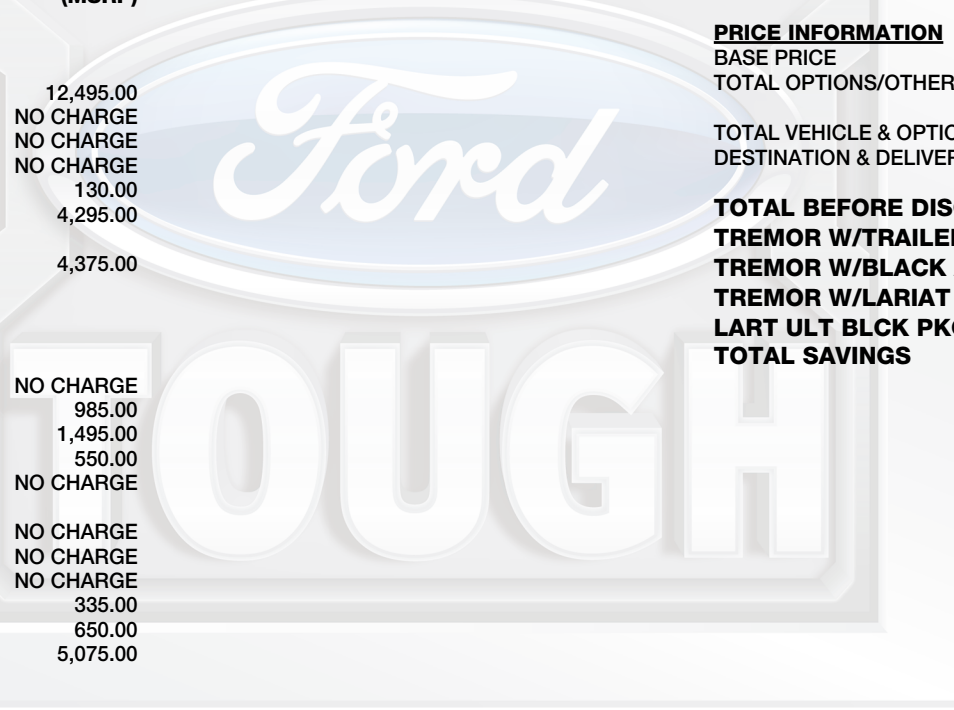 (MSRP)
12,495.00
NO CHARGE
NO CHARGE
NO CHARGE
130.00
4,295.00
4,375.00
NO CHARGE
985.00
1,495.00
550.00
NO CHARGE
NO CHARGE
NO CHARGE
NO CHARGE
335.00
650.00
5,075.00
PRICE INFORMATION
BASE PRICE
TOTAL OPTIONS/OTHER
TOTAL VEHICLE & OPTIO
DESTINATION & DELIVER
TOTAL BEFORE DIS
TREMOR W/TRAILE
TREMOR W/BLACK
TREMOR W/LARIAT
LART ULT BLCK PK
TOTAL SAVINGS
Ford
TOUGH